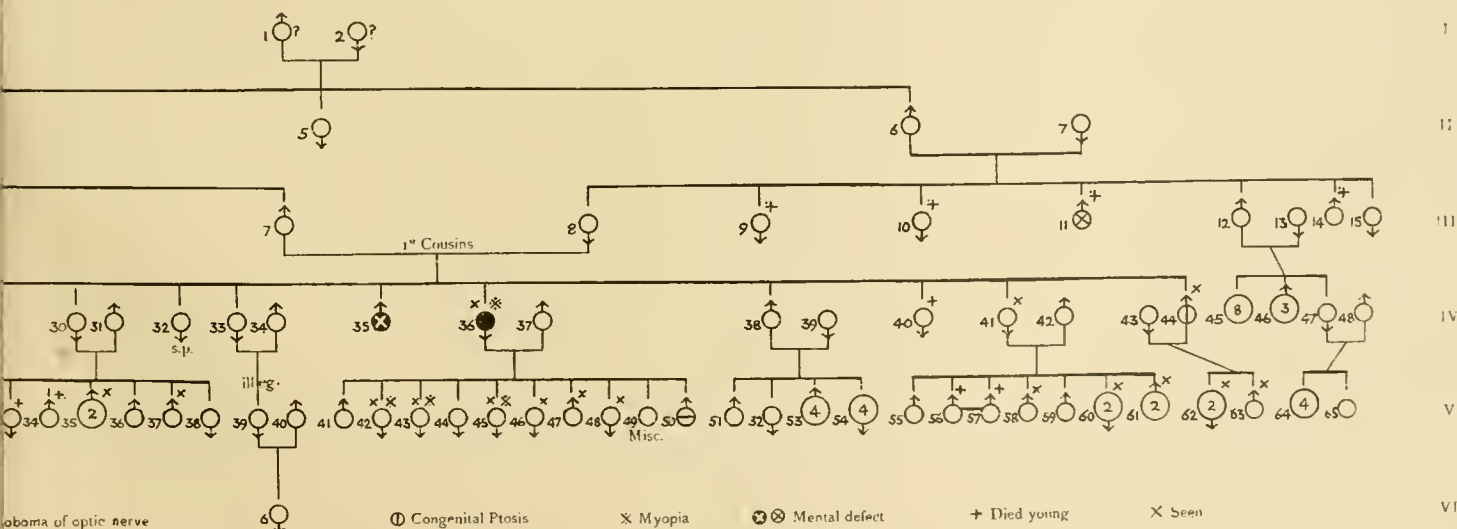 1 ? 2 ? I
5 6 7 II
7 8 9 10 11 12 13 14 15 III
1st Cousins
30 31 32 33 34 35 36 37 38 39 40 41 42 43 44 45 8 46 3 47 48 IV
s.p.
illeg.
34 35 2 36 37 38 39 40 41 42 43 44 45 46 47 48 49 50 51 52 53 4 54 4 55 56 57 58 59 60 2 61 2 62 2 63 64 4 65 V
Misc.
6 VI
oboma of optic nerve Congenital Ptosis Myopia Mental defect Died young Seen